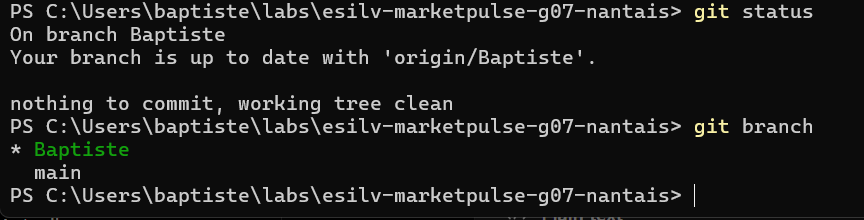 PS C:\Users\baptiste\labs\esilv-marketpulse-g07-nantais> git status
On branch Baptiste
Your branch is up to date with 'origin/Baptiste'.

nothing to commit, working tree clean
PS C:\Users\baptiste\labs\esilv-marketpulse-g07-nantais> git branch
* Baptiste
  main
PS C:\Users\baptiste\labs\esilv-marketpulse-g07-nantais>